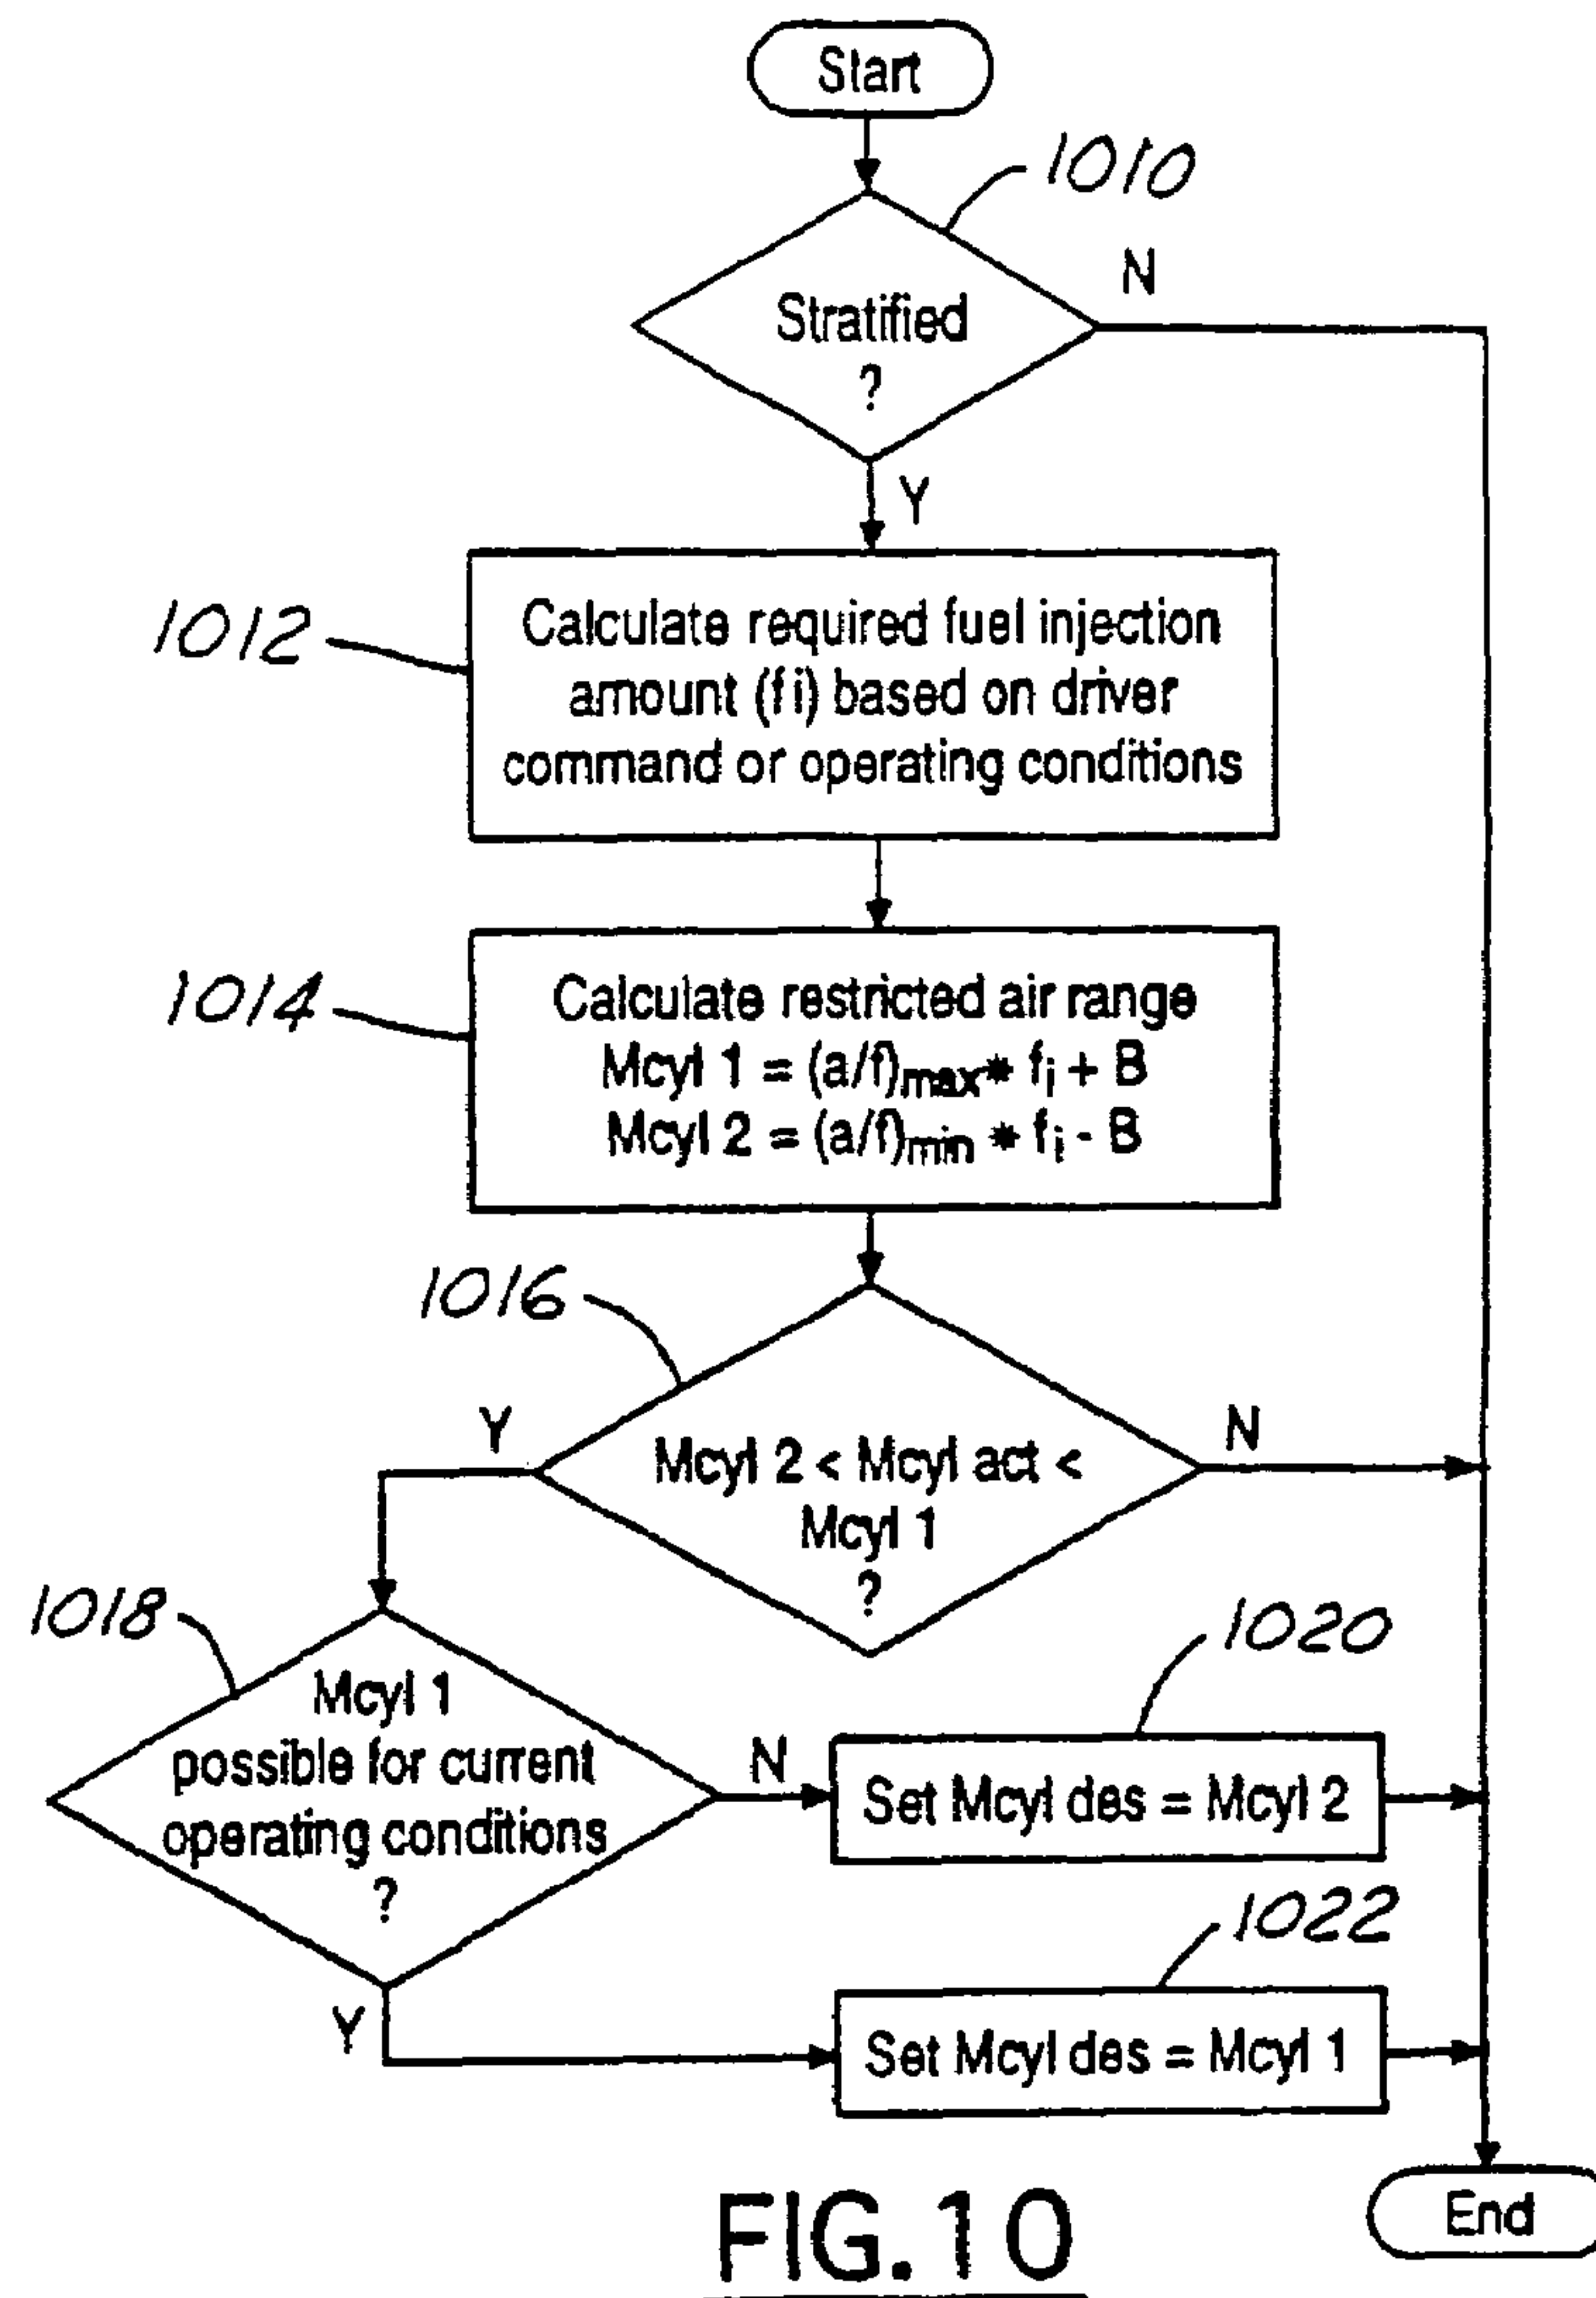 Start
1010
N
Stratified
?
Y
1012
Calculate required fuel injection
amount (fi) based on driver
command or operating conditions
1014
Calculate restricted air range
Mcyl 1 = (a/f)max* fi + B
Mcyl 2 = (a/f)min * fi - B
1016
Y
N
Mcyl 2 < Mcyl act <
Mcyl 1
?
1018
Mcyl 1
possible for current
operating conditions
?
N
1020
Set Mcyl des = Mcyl 2
Y
1022
Set Mcyl des = Mcyl 1
End
FIG.10